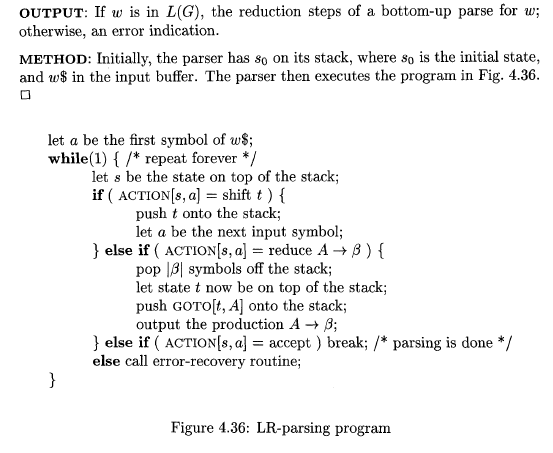 OUTPUT: If w is in L(G), the reduction steps of a bottom-up parse for w;
otherwise, an error indication.
METHOD: Initially, the parser has s₀ on its stack, where s₀ is the initial state,
and w$ in the input buffer. The parser then executes the program in Fig. 4.36.
□
let a be the first symbol of w$;
while(1) { /* repeat forever */
let s be the state on top of the stack;
if ( ACTION[s, a] = shift t ) {
push t onto the stack;
let a be the next input symbol;
} else if ( ACTION[s, a] = reduce A → β ) {
pop |β| symbols off the stack;
let state t now be on top of the stack;
push GOTO[t, A] onto the stack;
output the production A → β;
} else if ( ACTION[s, a] = accept ) break; /* parsing is done */
else call error-recovery routine;
}
Figure 4.36: LR-parsing program